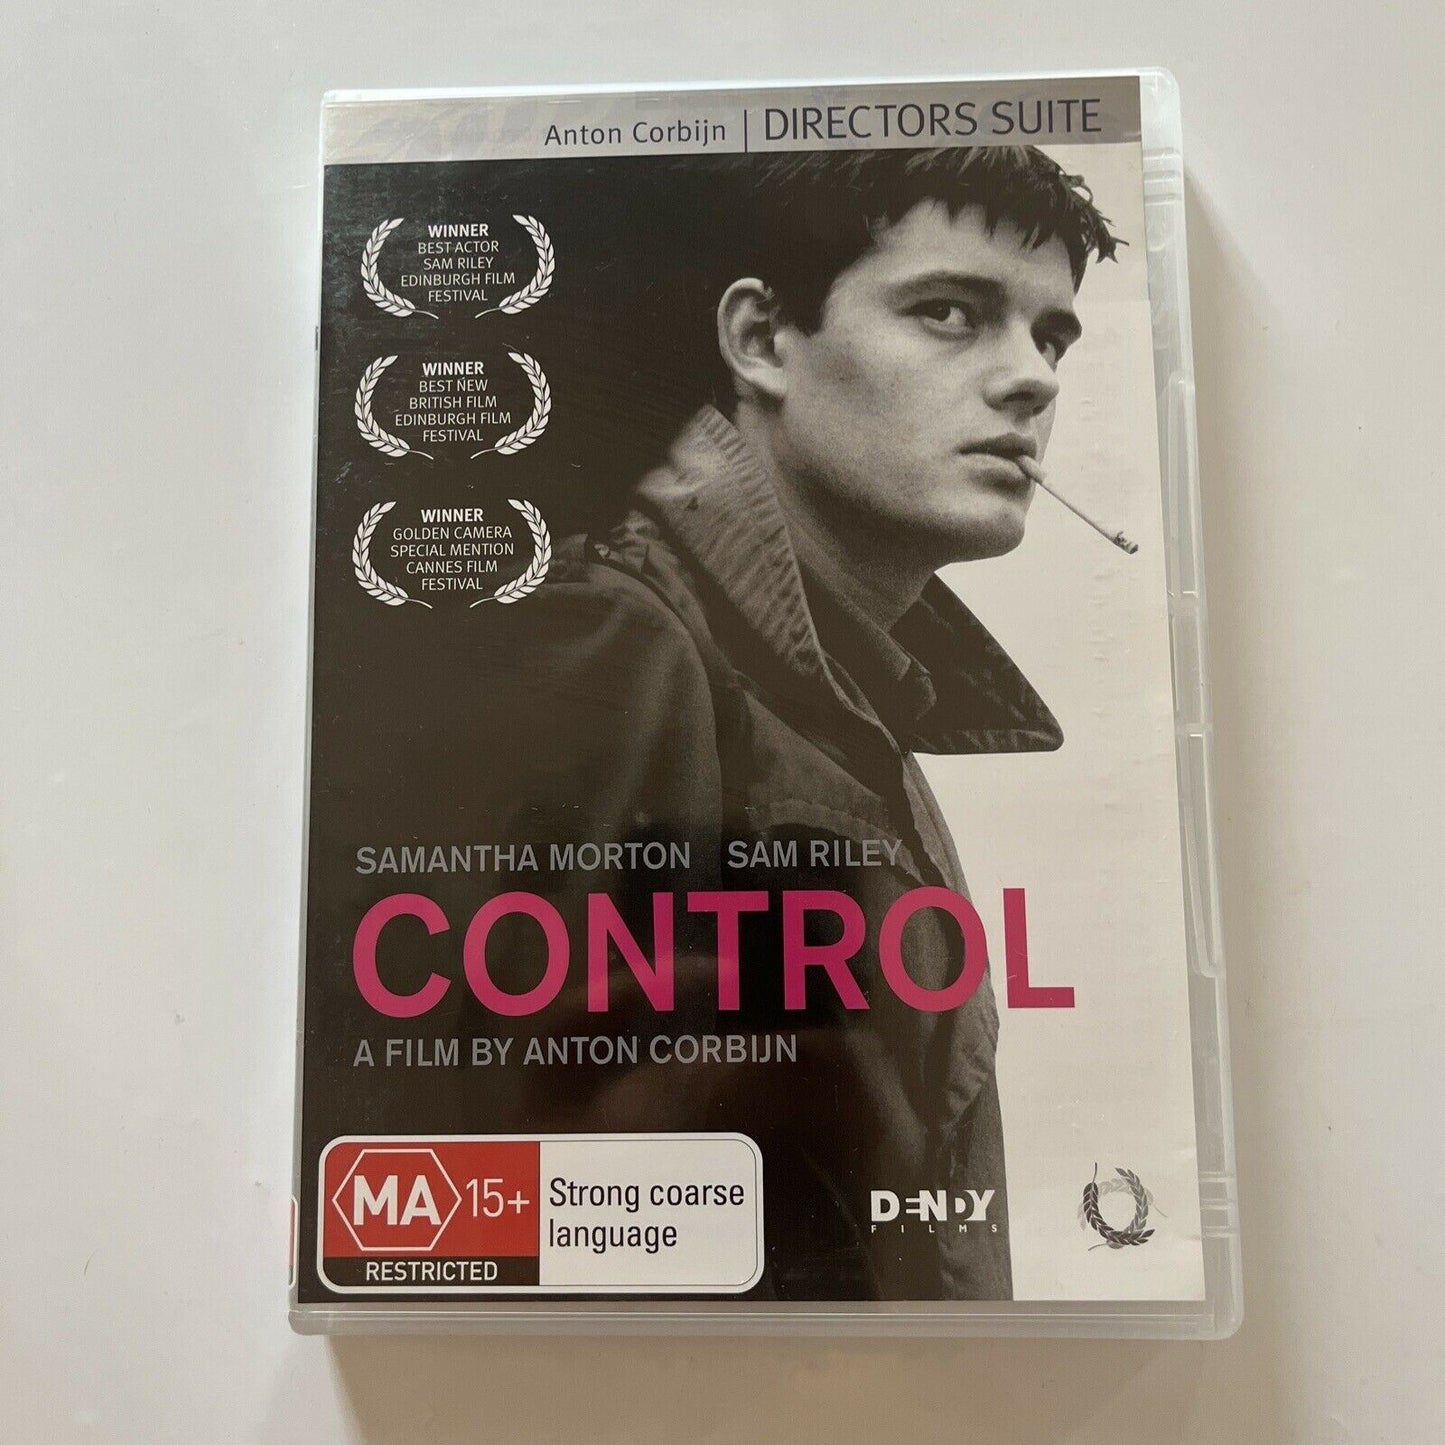 Anton Corbijn | DIRECTORS SUITE
WINNER
BEST ACTOR
SAM RILEY
EDINBURGH FILM
FESTIVAL
WINNER
BEST NEW
BRITISH FILM
EDINBURGH FILM
FESTIVAL
WINNER
GOLDEN CAMERA
SPECIAL MENTION
CANNES FILM
FESTIVAL
SAMANTHA MORTON SAM RILEY
CONTROL
A FILM BY ANTON CORBIJN
MA 15+
RESTRICTED
Strong coarse
language
DENDY
FILMS